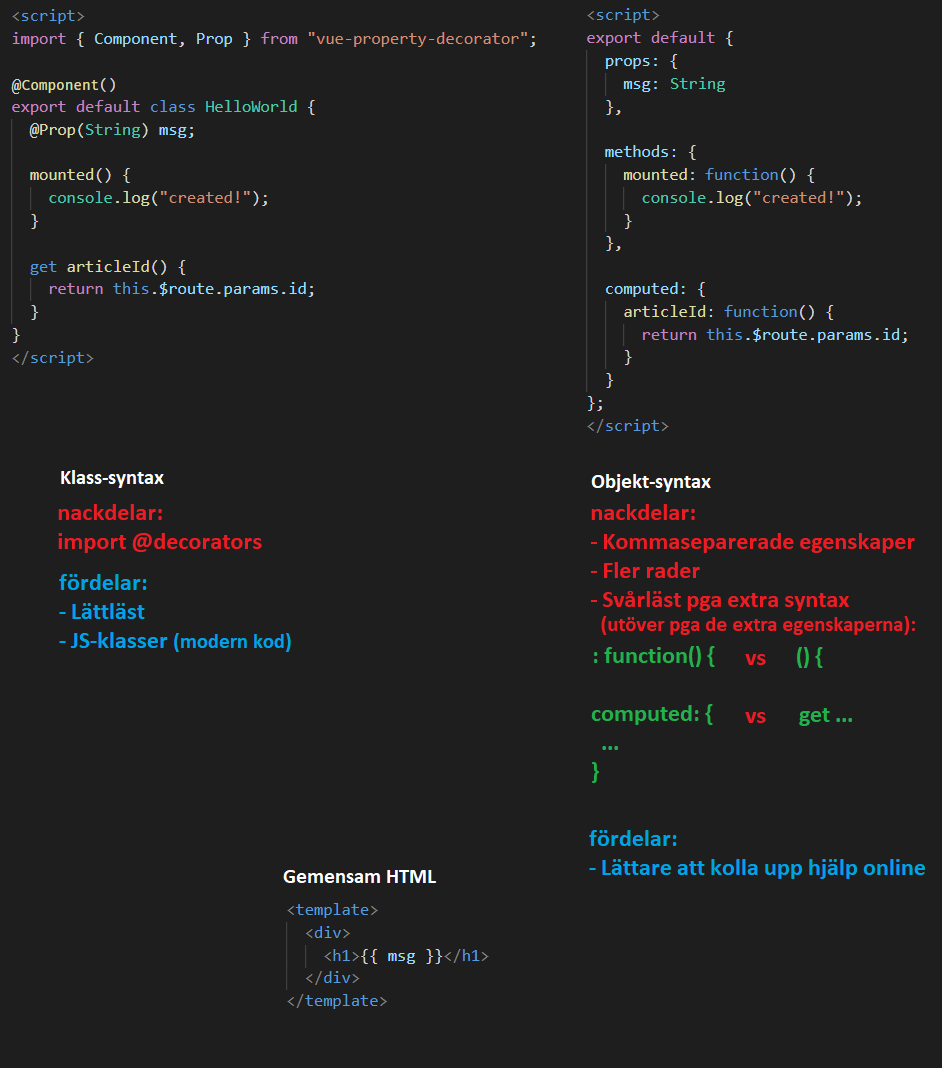 <script>
import { Component, Prop } from "vue-property-decorator";
@Component()
export default class HelloWorld {
@Prop(String) msg;
mounted() {
console.log("created!");
}
get articleId() {
return this.$route.params.id;
}
}
</script>
Klass-syntax
nackdelar:
import @decorators
fördelar:
- Lättläst
- JS-klasser (modern kod)
<script>
export default {
props: {
msg: String
},
methods: {
mounted: function() {
console.log("created!");
}
},
computed: {
articleId: function() {
return this.$route.params.id;
}
}
};
</script>
Objekt-syntax
nackdelar:
- Kommaseparerade egenskaper
- Fler rader
- Svårläst pga extra syntax
(utöver pga de extra egenskaperna):
: function() { vs () {
computed: { vs get ...
...
}
fördelar:
- Lättare att kolla upp hjälp online
Gemensam HTML
<template>
<div>
<h1>{{ msg }}</h1>
</div>
</template>